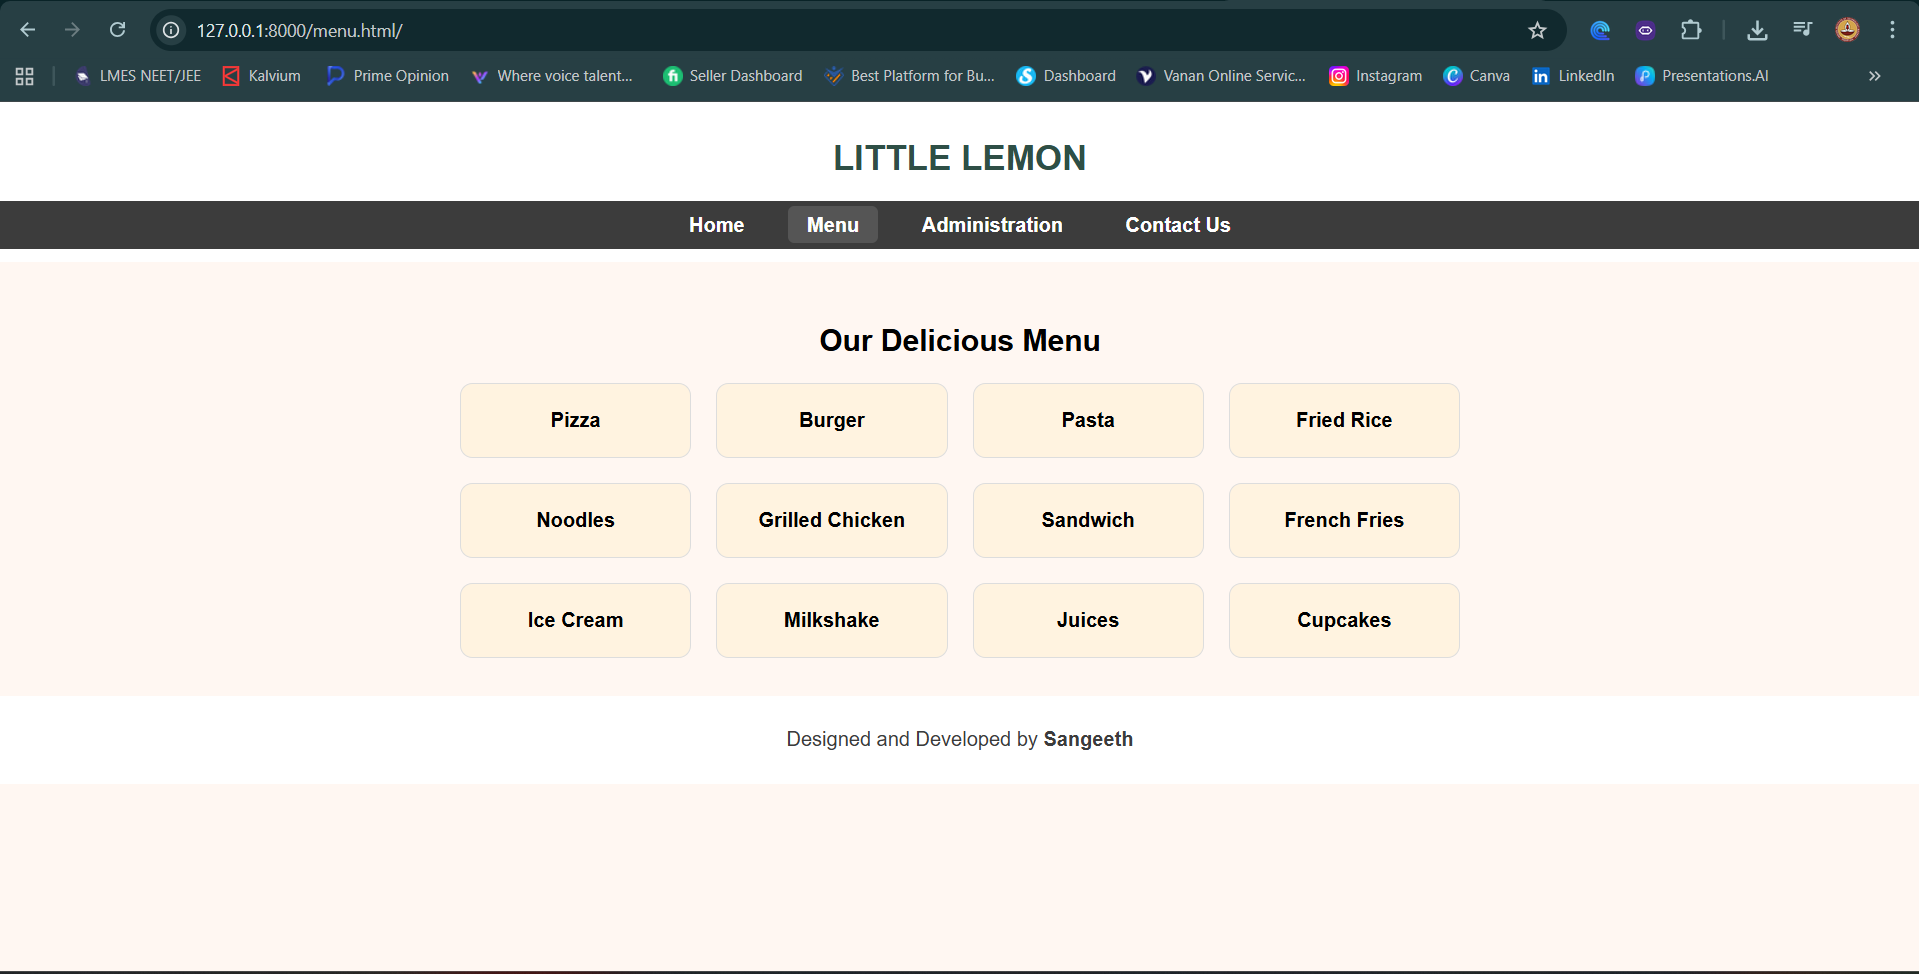 127.0.0.1:8000/menu.html/
LMES NEET/JEE Kalvium Prime Opinion Where voice talent... Seller Dashboard Best Platform for Bu... Dashboard Vanan Online Servic... Instagram Canva LinkedIn Presentations.AI
LITTLE LEMON
Home Menu Administration Contact Us
Our Delicious Menu
Pizza Burger Pasta Fried Rice
Noodles Grilled Chicken Sandwich French Fries
Ice Cream Milkshake Juices Cupcakes
Designed and Developed by Sangeeth